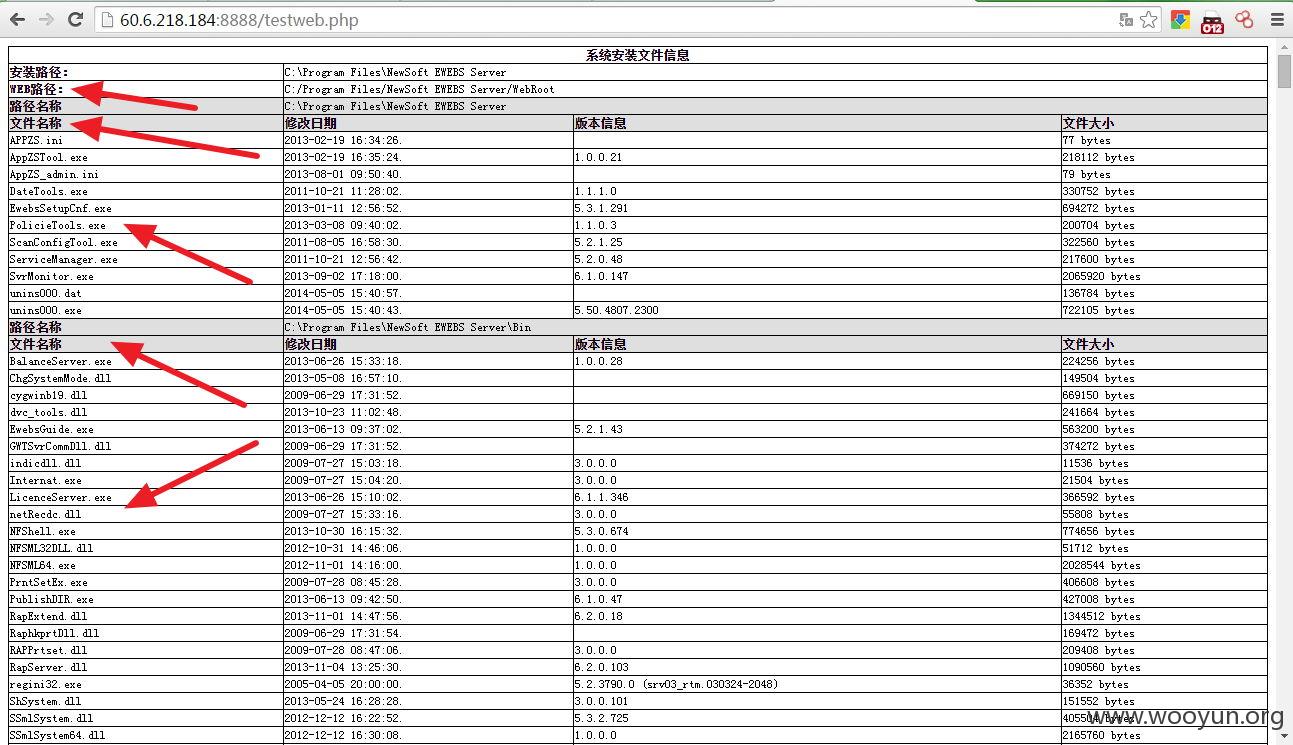 60.6.218.184:8888/testweb.php
012
系统安装文件信息
安装路径： C:\Program Files\NewSoft EWEBS Server
WEB路径： C:/Program Files/NewSoft EWEBS Server/WebRoot
路径名称 C:\Program Files\NewSoft EWEBS Server
文件名称 修改日期 版本信息 文件大小
APPZS.ini 2013-02-19 16:34:26. 77 bytes
AppZSTool.exe 2013-02-19 16:35:24. 1.0.0.21 218112 bytes
AppZS_admin.ini 2013-08-01 09:50:40. 79 bytes
DateTools.exe 2011-10-21 11:28:02. 1.1.1.0 330752 bytes
EwebsSetupCnf.exe 2013-01-11 12:56:52. 5.3.1.291 694272 bytes
PolicieTools.exe 2013-03-08 09:40:02. 1.1.0.3 200704 bytes
ScanConfigTool.exe 2011-08-05 16:58:30. 5.2.1.25 322560 bytes
ServiceManager.exe 2011-10-21 12:56:42. 5.2.0.48 217600 bytes
SvrMonitor.exe 2013-09-02 17:18:00. 6.1.0.147 2065920 bytes
unins000.dat 2014-05-05 15:40:57. 136784 bytes
unins000.exe 2014-05-05 15:40:43. 5.50.4807.2300 722105 bytes
路径名称 C:\Program Files\NewSoft EWEBS Server\Bin
文件名称 修改日期 版本信息 文件大小
BalanceServer.exe 2013-06-26 15:33:18. 1.0.0.28 224256 bytes
ChgSystemMode.dll 2013-05-08 16:57:10. 149504 bytes
cygwinb19.dll 2009-06-29 17:31:52. 669150 bytes
dvc_tools.dll 2013-10-23 11:02:48. 241664 bytes
EwebsGuide.exe 2013-06-13 09:37:02. 5.2.1.43 563200 bytes
GWTSvrCommDll.dll 2009-06-29 17:31:52. 374272 bytes
indicdll.dll 2009-07-27 15:03:18. 3.0.0.0 11536 bytes
Internat.exe 2009-07-27 15:04:20. 3.0.0.0 21504 bytes
LicenceServer.exe 2013-06-26 15:10:02. 6.1.1.346 366592 bytes
netRecdc.dll 2009-07-27 15:33:16. 3.0.0.0 55808 bytes
NFShell.exe 2013-10-30 16:15:32. 5.3.0.674 774656 bytes
NFSML32DLL.dll 2012-10-31 14:46:06. 1.0.0.0 51712 bytes
NFSML64.exe 2012-11-01 14:16:00. 1.0.0.0 2028544 bytes
PrntSetEx.exe 2009-07-28 08:45:28. 3.0.0.0 406608 bytes
PublishDIR.exe 2013-06-13 09:42:50. 6.1.0.47 427008 bytes
RapExtend.dll 2013-11-01 14:47:56. 6.2.0.18 1344512 bytes
RaphkprtDll.dll 2009-06-29 17:31:54. 169472 bytes
RAPPrtset.dll 2009-07-28 08:47:06. 3.0.0.0 209408 bytes
RapServer.dll 2013-11-04 13:25:30. 6.2.0.103 1090560 bytes
regini32.exe 2005-04-05 20:00:00. 5.2.3790.0 (srv03_rtm.030324-2048) 36352 bytes
ShSystem.dll 2013-05-24 16:28:28. 3.0.0.101 151552 bytes
SSmlSystem.dll 2012-12-12 16:22:52. 5.3.2.725 bytes
www.wooyun.org
SSmlSystem64.dll 2012-12-12 16:30:08. 1.0.0.0 2165760 bytes